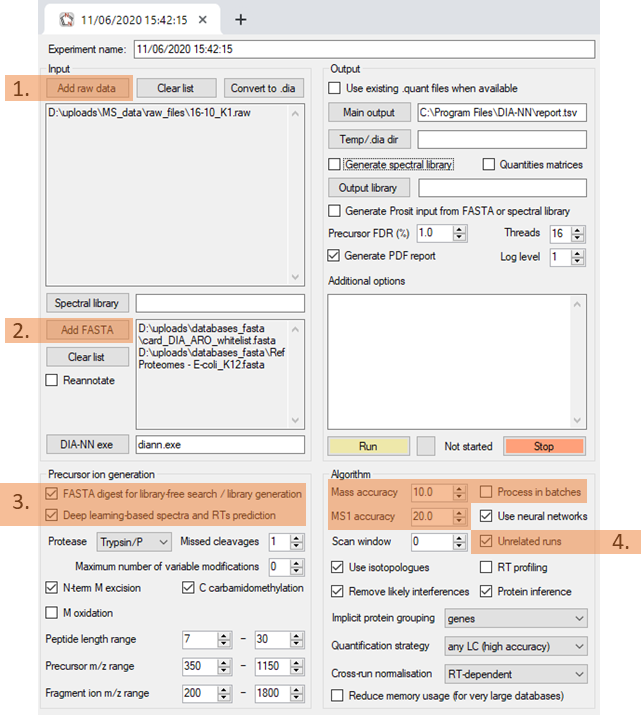 11/06/2020 15:42:15 × +
Experiment name: 11/06/2020 15:42:15
Input
1. Add raw data Clear list Convert to .dia
D:\uploads\MS_data\raw_files\16-10_K1.raw
Spectral library
2. Add FASTA
Clear list
D:\uploads\databases_fasta
\card_DIA_ARO_whitelist.fasta
D:\uploads\databases_fasta\Ref
Proteomes - E-coli_K12.fasta
Reannotate
DIA-NN exe diann.exe
Output
Use existing .quant files when available
Main output C:\Program Files\DIA-NN\report.tsv
Temp/.dia dir
Generate spectral library Quantities matrices
Output library
Generate Prosit input from FASTA or spectral library
Precursor FDR (%) 1.0 Threads 16
Generate PDF report Log level 1
Additional options
Run Not started Stop
Precursor ion generation
3. FASTA digest for library-free search / library generation
Deep learning-based spectra and RTs prediction
Protease Trypsin/P Missed cleavages 1
Maximum number of variable modifications 0
N-term M excision C carbamidomethylation
M oxidation
Peptide length range 7 - 30
Precursor m/z range 350 - 1150
Fragment ion m/z range 200 - 1800
Algorithm
Mass accuracy 10.0 Process in batches
MS1 accuracy 20.0 Use neural networks
Scan window 0 Unrelated runs 4.
Use isotopologues RT profiling
Remove likely interferences Protein inference
Implicit protein grouping genes
Quantification strategy any LC (high accuracy)
Cross-run normalisation RT-dependent
Reduce memory usage (for very large databases)